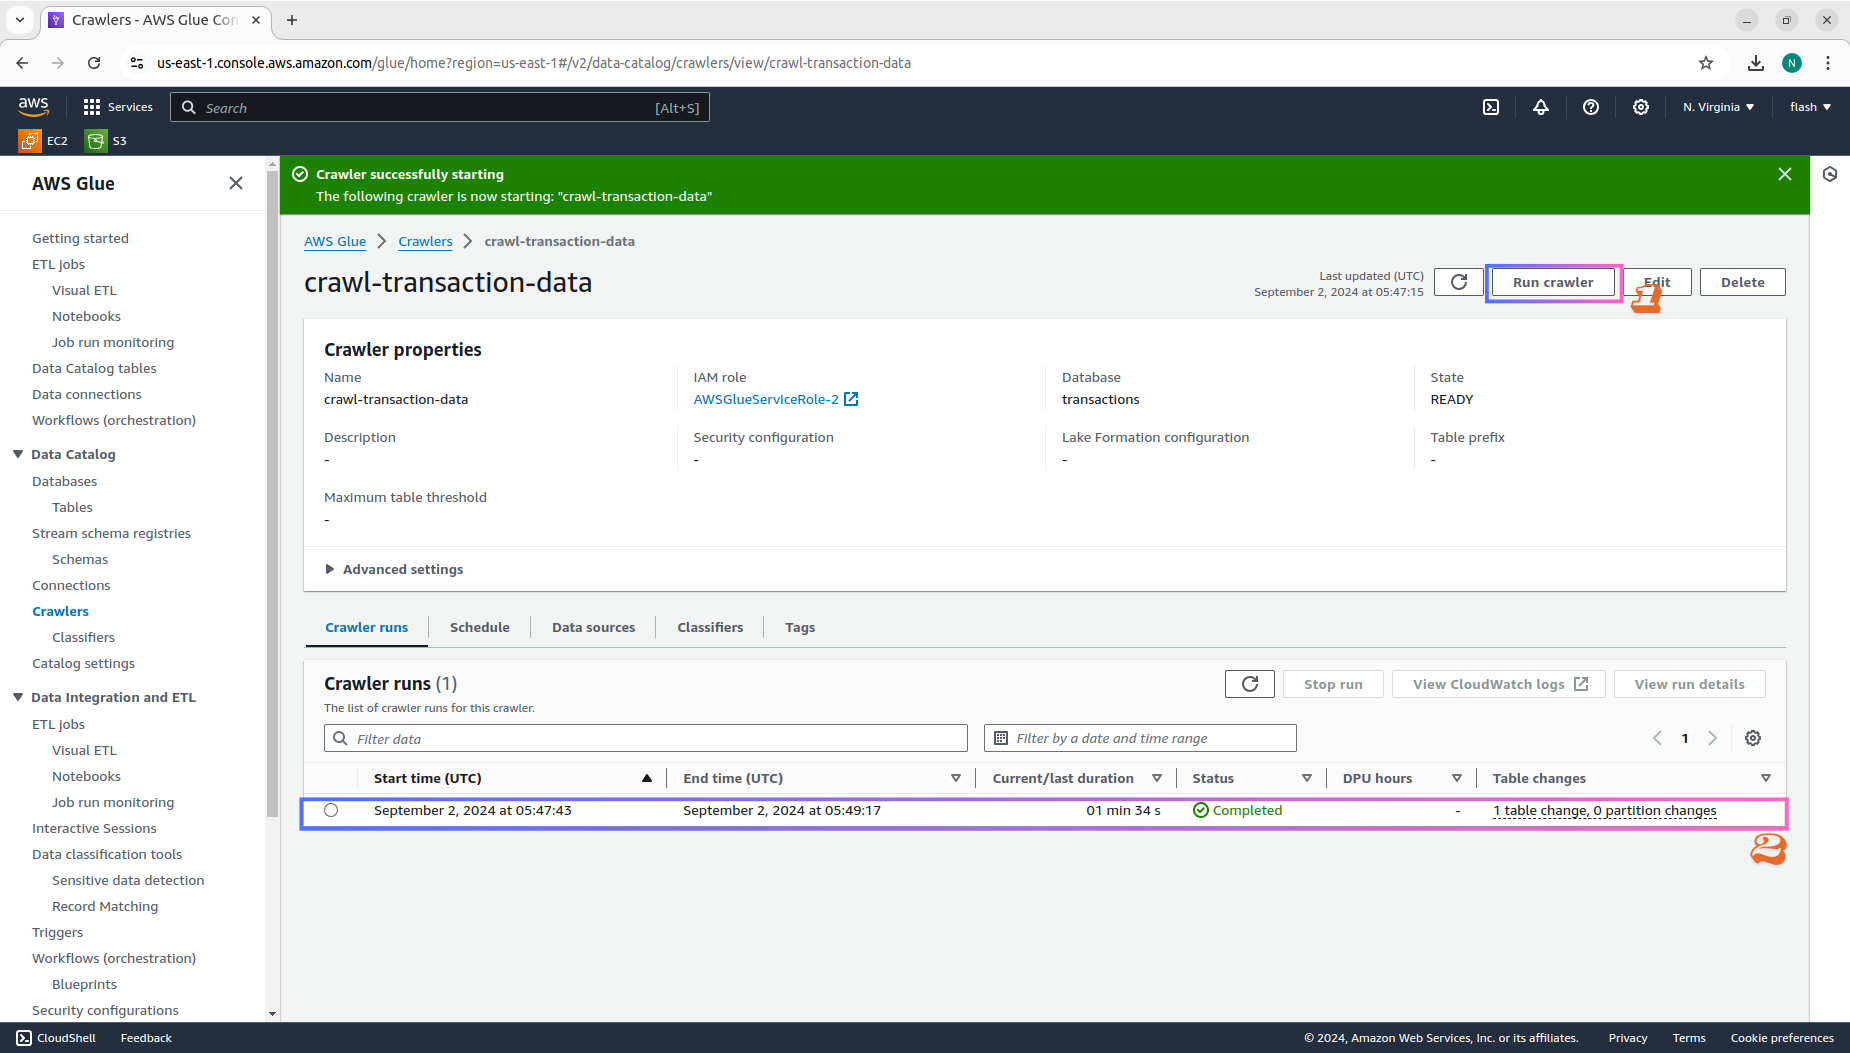 Crawlers - AWS Glue Con
us-east-1.console.aws.amazon.com/glue/home?region=us-east-1#/v2/data-catalog/crawlers/view/crawl-transaction-data
N
aws
Services
Search
[Alt+S]
N. Virginia
flash
EC2
S3
AWS Glue
Getting started
ETL jobs
Visual ETL
Notebooks
Job run monitoring
Data Catalog tables
Data connections
Workflows (orchestration)
Data Catalog
Databases
Tables
Stream schema registries
Schemas
Connections
Crawlers
Classifiers
Catalog settings
Data Integration and ETL
ETL jobs
Visual ETL
Notebooks
Job run monitoring
Interactive Sessions
Data classification tools
Sensitive data detection
Record Matching
Triggers
Workflows (orchestration)
Blueprints
Security configurations
Crawler successfully starting
The following crawler is now starting: "crawl-transaction-data"
AWS Glue > Crawlers > crawl-transaction-data
crawl-transaction-data
Last updated (UTC)
September 2, 2024 at 05:47:15
Run crawler
Edit
Delete
1
Crawler properties
Name
crawl-transaction-data
IAM role
AWSGlueServiceRole-2
Database
transactions
State
READY
Description
-
Security configuration
-
Lake Formation configuration
-
Table prefix
-
Maximum table threshold
-
Advanced settings
Crawler runs
Schedule
Data sources
Classifiers
Tags
Crawler runs (1)
The list of crawler runs for this crawler.
Stop run
View CloudWatch logs
View run details
Filter data
Filter by a date and time range
1
Start time (UTC)
End time (UTC)
Current/last duration
Status
DPU hours
Table changes
September 2, 2024 at 05:47:43
September 2, 2024 at 05:49:17
01 min 34 s
Completed
-
1 table change, 0 partition changes
2
CloudShell
Feedback
© 2024, Amazon Web Services, Inc. or its affiliates.
Privacy
Terms
Cookie preferences